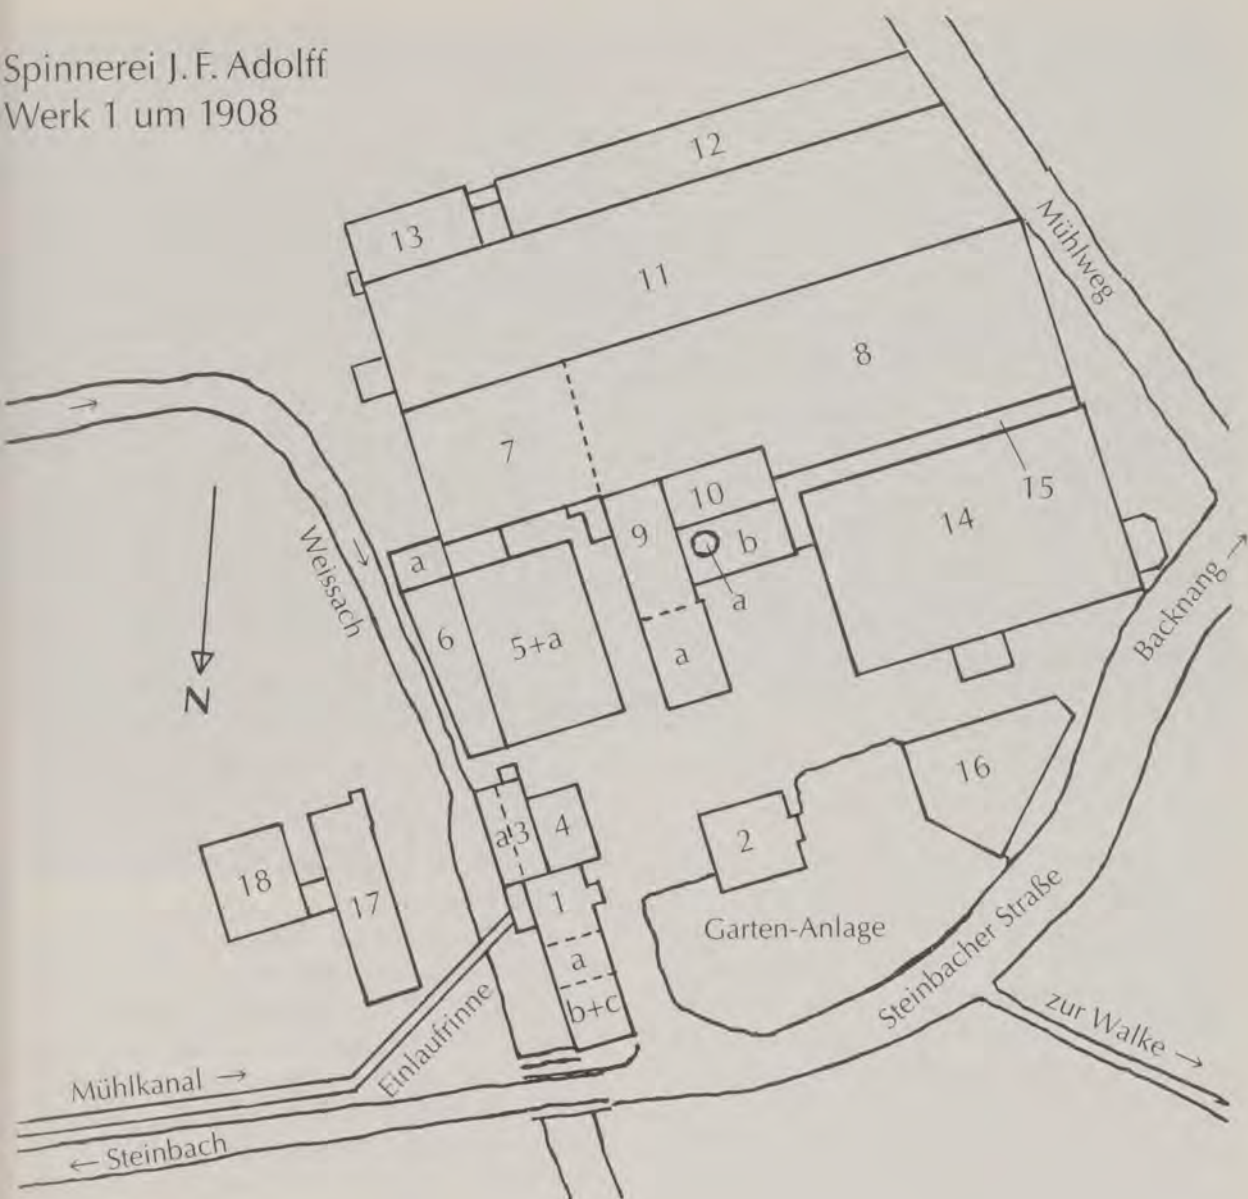 Spinnerei J. F. Adolff
Werk 1 um 1908
12
13
11
Mühlweg
8
7
15
10
14
9
b
a
a
Weissach
6
5+a
a
Backnang →
N
16
a
3
4
2
18
17
1
Garten-Anlage
a
b+c
Steinbacher Straße
Einlaufrinne
zur Walke →
Mühlkanal →
← Steinbach